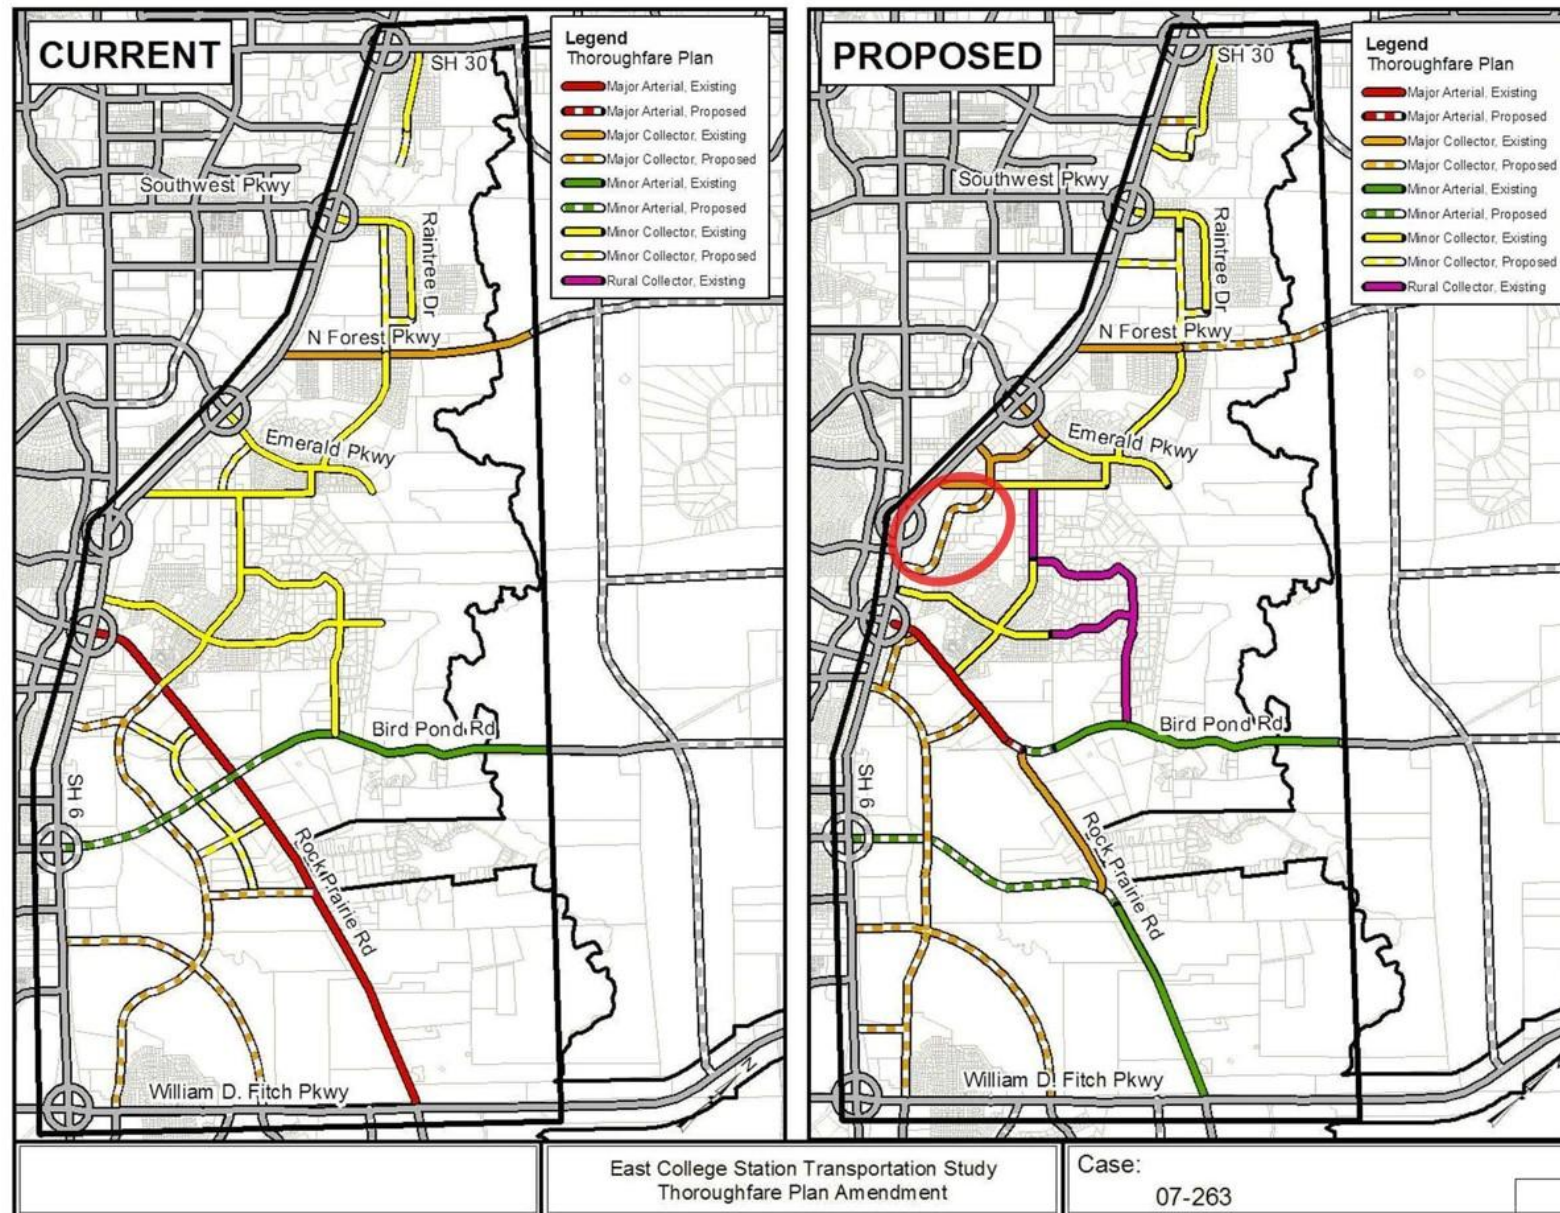 CURRENT
Legend
Thoroughfare Plan
Major Arterial, Existing
Major Arterial, Proposed
Major Collector, Existing
Major Collector, Proposed
Minor Arterial, Existing
Minor Arterial, Proposed
Minor Collector, Existing
Minor Collector, Proposed
Rural Collector, Existing
SH 30
Southwest Pkwy
Raintree Dr
N Forest Pkwy
Emerald Pkwy
Bird Pond Rd
SH 6
Rock Prairie Rd
William D. Fitch Pkwy
N
PROPOSED
Legend
Thoroughfare Plan
Major Arterial, Existing
Major Arterial, Proposed
Major Collector, Existing
Major Collector, Proposed
Minor Arterial, Existing
Minor Arterial, Proposed
Minor Collector, Existing
Minor Collector, Proposed
Rural Collector, Existing
SH 30
Southwest Pkwy
Raintree Dr
N Forest Pkwy
Emerald Pkwy
Bird Pond Rd
SH 6
Rock Prairie Rd
William D. Fitch Pkwy
East College Station Transportation Study
Thoroughfare Plan Amendment
Case:
07-263